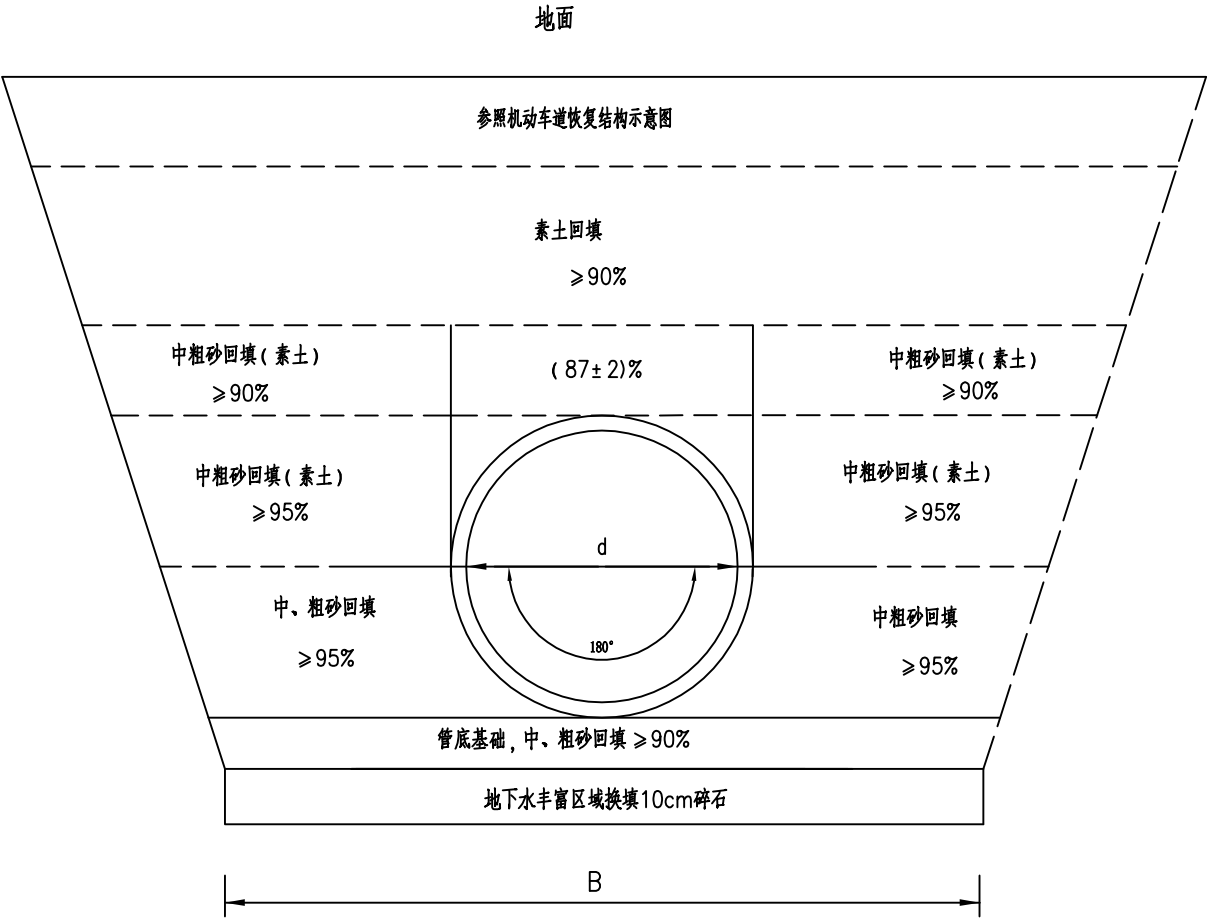 地面
参照机动车道恢复结构示意图
素土回填
≥90%
中粗砂回填(素土)
≥90%
(87±2)%
中粗砂回填(素土)
≥90%
中粗砂回填(素土)
≥95%
中粗砂回填(素土)
≥95%
d
180°
中、粗砂回填
≥95%
中粗砂回填
≥95%
管底基础,中、粗砂回填≥90%
地下水丰富区域换填10cm碎石
B